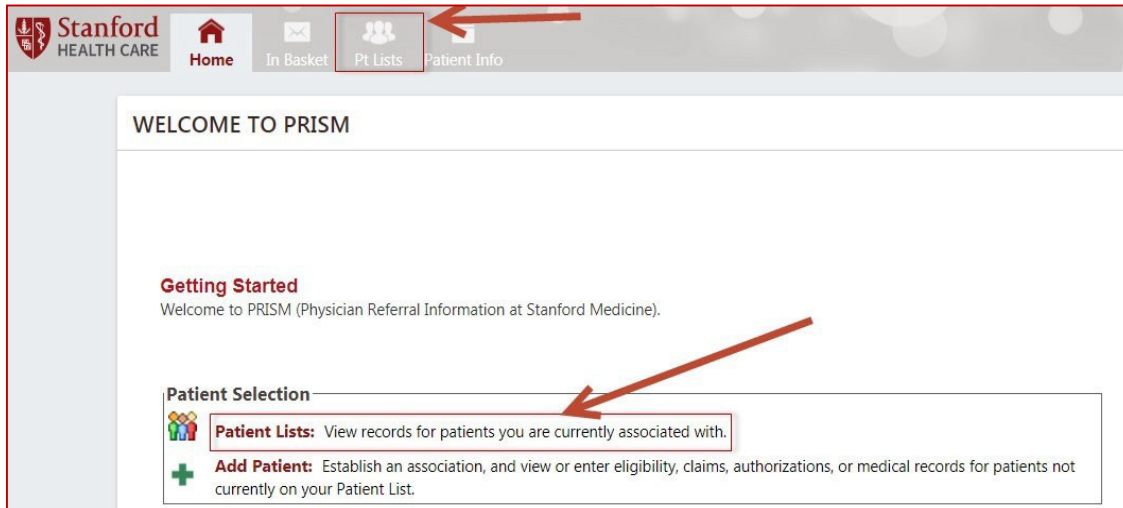 Stanford
HEALTH CARE
Home
In Basket
Pt Lists
Patient Info
WELCOME TO PRISM
Getting Started
Welcome to PRISM (Physician Referral Information at Stanford Medicine).
Patient Selection
Patient Lists: View records for patients you are currently associated with.
Add Patient: Establish an association, and view or enter eligibility, claims, authorizations, or medical records for patients not
currently on your Patient List.